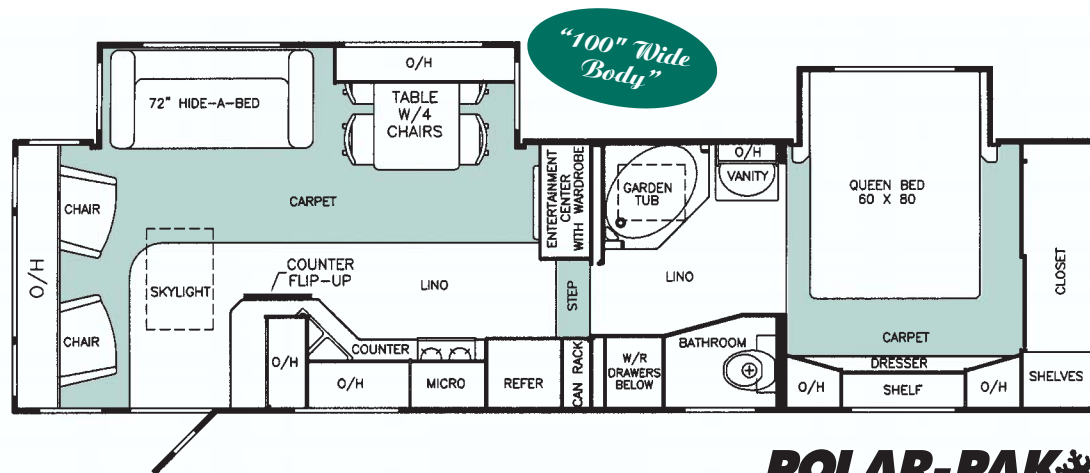 "100" Wide
Body"
O/H
72" HIDE-A-BED
TABLE
W/4
CHAIRS
O/H
CHAIR
CHAIR
CARPET
SKYLIGHT
COUNTER
FLIP-UP
LINO
ENTERTAINMENT
CENTER
WITH WARDROBE
STEP
O/H
COUNTER
O/H
MICRO
REFER
CAN RACK
GARDEN
TUB
O/H
VANITY
LINO
W/R
DRAWERS
BELOW
BATHROOM
QUEEN BED
60 X 80
CARPET
DRESSER
O/H
SHELF
O/H
CLOSET
SHELVES
POLAR-PAK